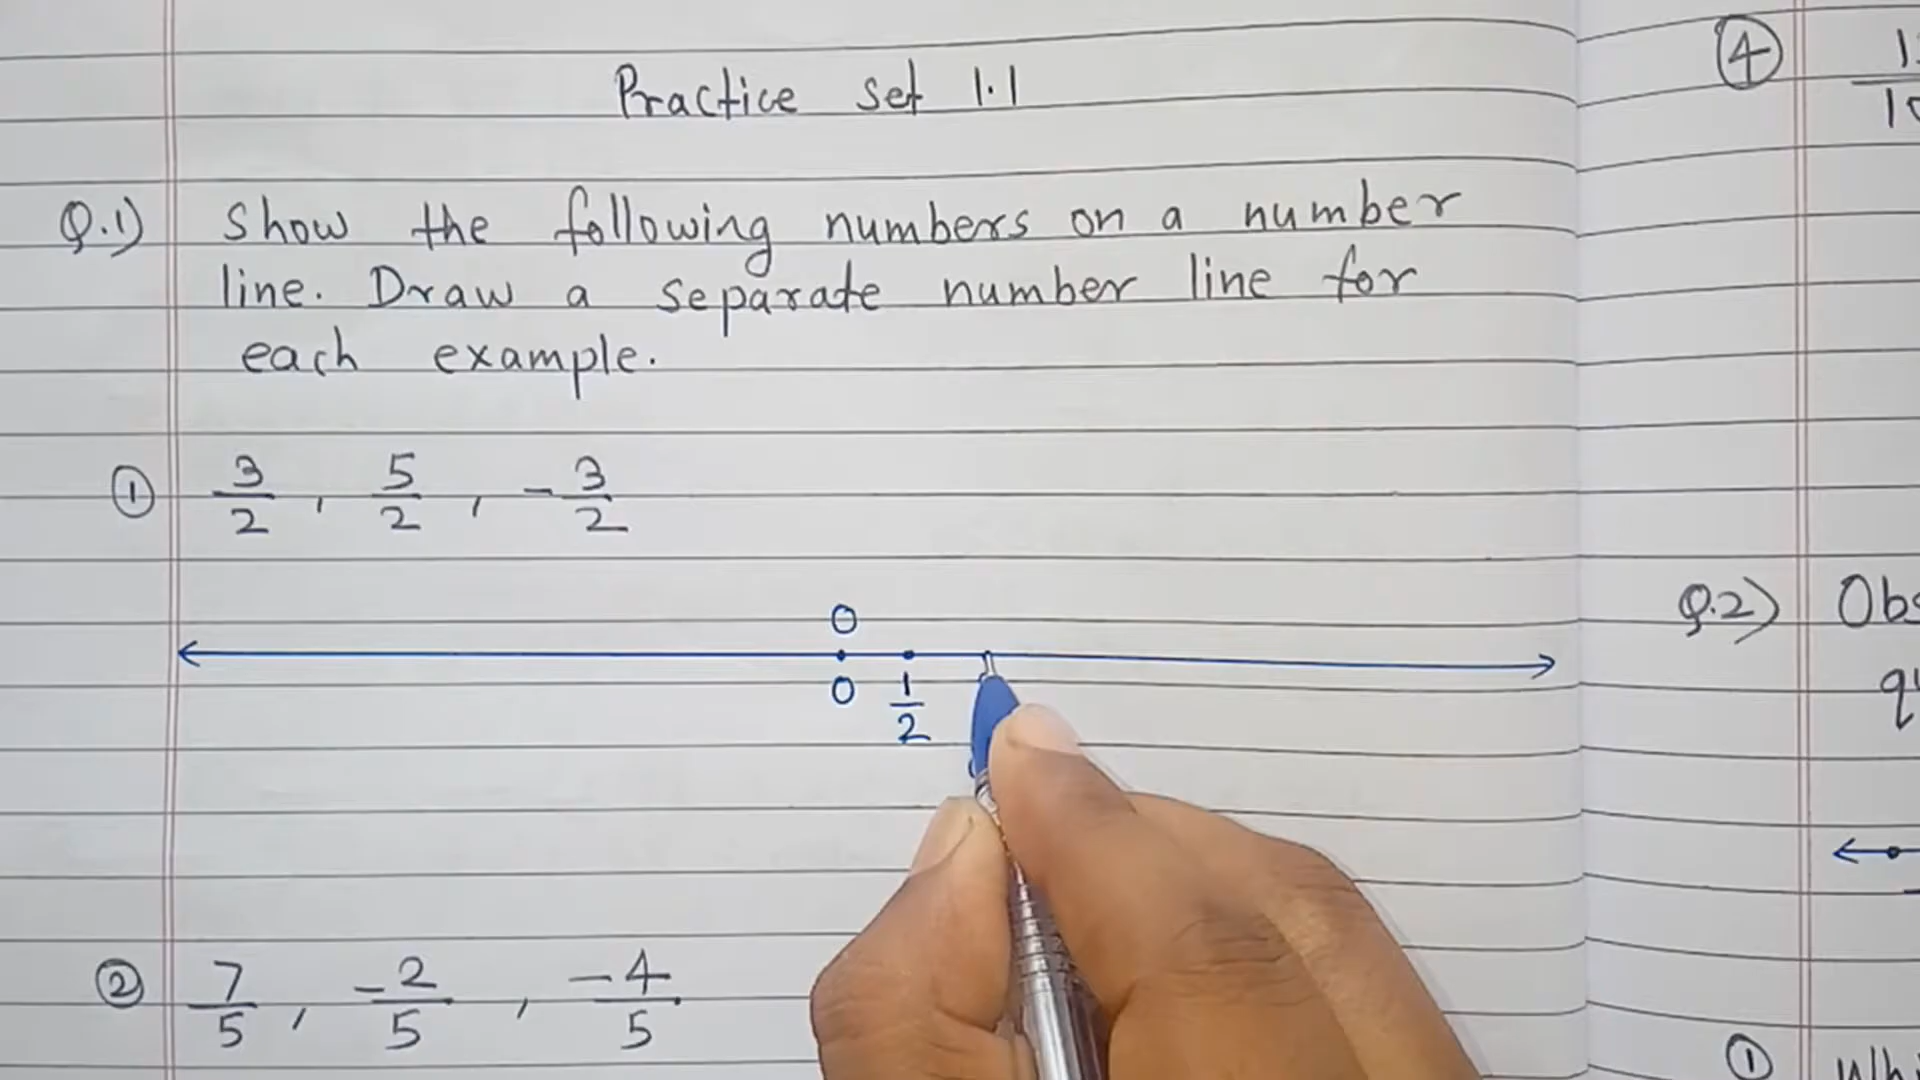 Practice set 1.1
Q.1) Show the following numbers on a number
line. Draw a separate number line for
each example.
① 3/2 , 5/2 , -3/2
0
0 1/2
② 7/5 , -2/5 , -4/5
④
Q.2)
①